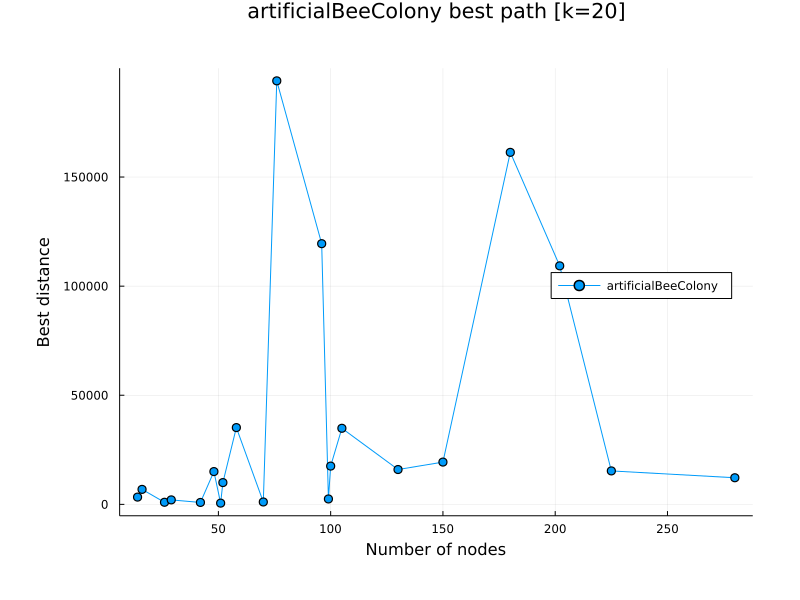 artificialBeeColony best path [k=20]
150000
100000
50000
0
Best distance
artificialBeeColony
50
100
150
200
250
Number of nodes